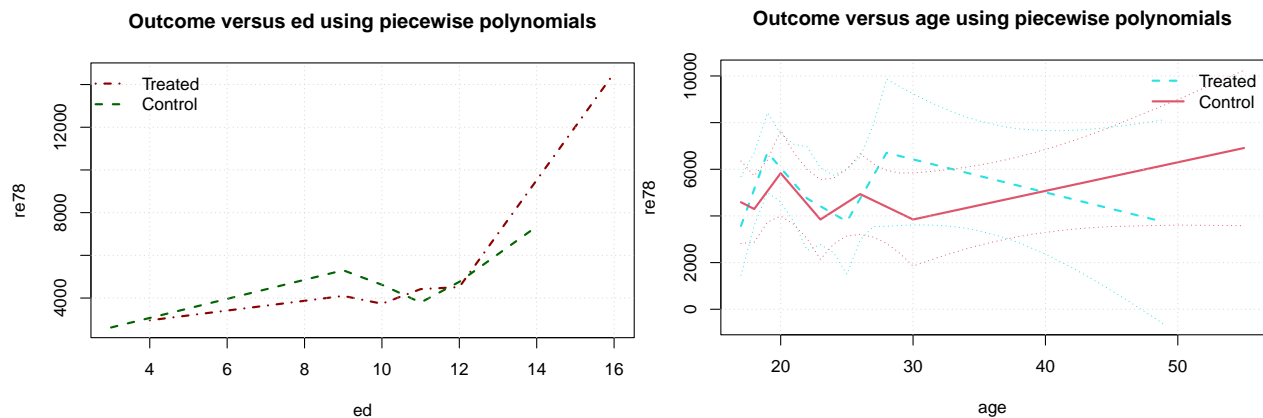 Outcome versus ed using piecewise polynomials
Treated
Control
re78
4000
8000
12000
4
6
8
10
12
14
16
ed
Outcome versus age using piecewise polynomials
Treated
Control
re78
0
2000
6000
10000
20
30
40
50
age